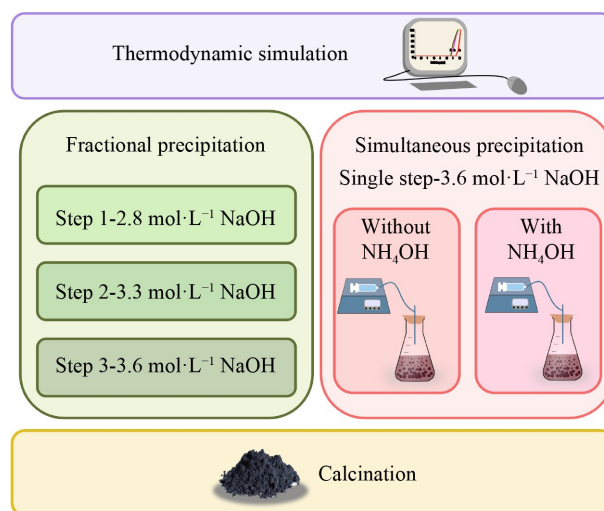 Thermodynamic simulation
Fractional precipitation
Step 1-2.8 mol·L⁻¹ NaOH
Step 2-3.3 mol·L⁻¹ NaOH
Step 3-3.6 mol·L⁻¹ NaOH
Simultaneous precipitation
Single step-3.6 mol·L⁻¹ NaOH
Without
NH₄OH
With
NH₄OH
Calcination